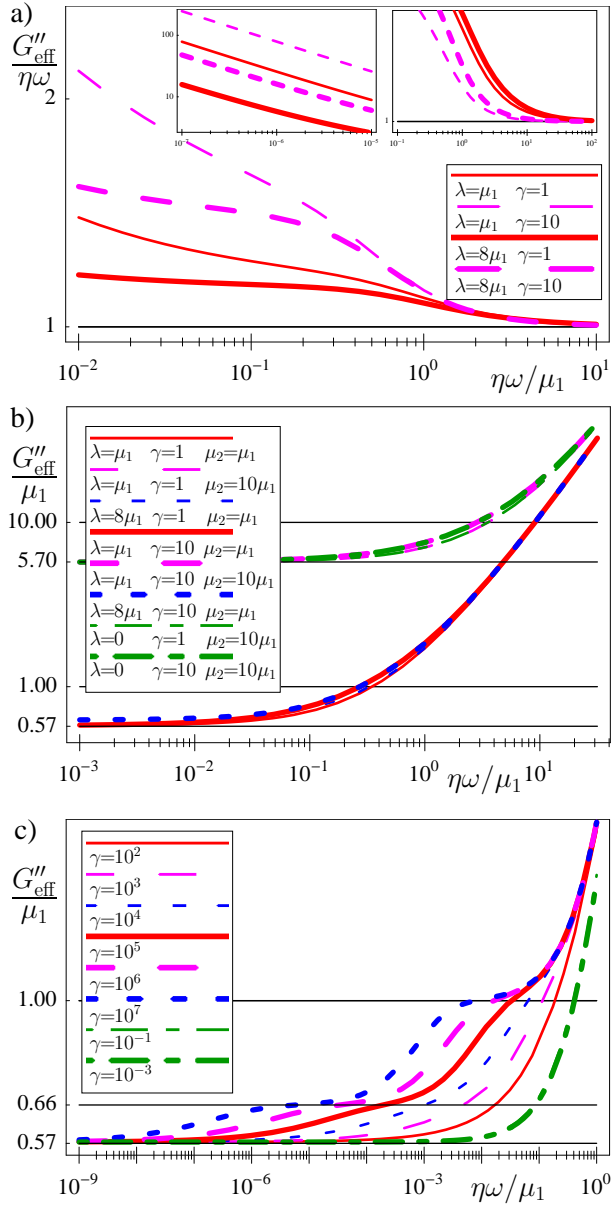 a)
G″eff/ηω
2
1
100
10
10⁻⁷ 10⁻⁶ 10⁻⁵
1
10⁻¹ 10⁰ 10¹ 10²
λ=μ₁ γ=1
λ=μ₁ γ=10
λ=8μ₁ γ=1
λ=8μ₁ γ=10
10⁻² 10⁻¹ 10⁰ 10¹
ηω/μ₁
b)
G″eff/μ₁
10.00
5.70
1.00
0.57
λ=μ₁ γ=1 μ₂=μ₁
λ=μ₁ γ=1 μ₂=10μ₁
λ=8μ₁ γ=1 μ₂=μ₁
λ=μ₁ γ=10 μ₂=μ₁
λ=μ₁ γ=10 μ₂=10μ₁
λ=8μ₁ γ=10 μ₂=μ₁
λ=0 γ=1 μ₂=10μ₁
λ=0 γ=10 μ₂=10μ₁
10⁻³ 10⁻² 10⁻¹ 10⁰ 10¹
ηω/μ₁
c)
G″eff/μ₁
1.00
0.66
0.57
γ=10²
γ=10³
γ=10⁴
γ=10⁵
γ=10⁶
γ=10⁷
γ=10⁻¹
γ=10⁻³
10⁻⁹ 10⁻⁶ 10⁻³ 10⁰
ηω/μ₁